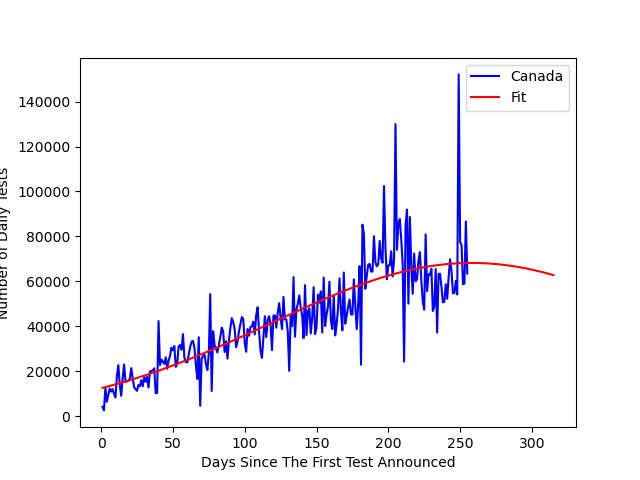 Canada
Fit
140000
120000
100000
80000
60000
40000
20000
0
Number of Daily Tests
0 50 100 150 200 250 300
Days Since The First Test Announced